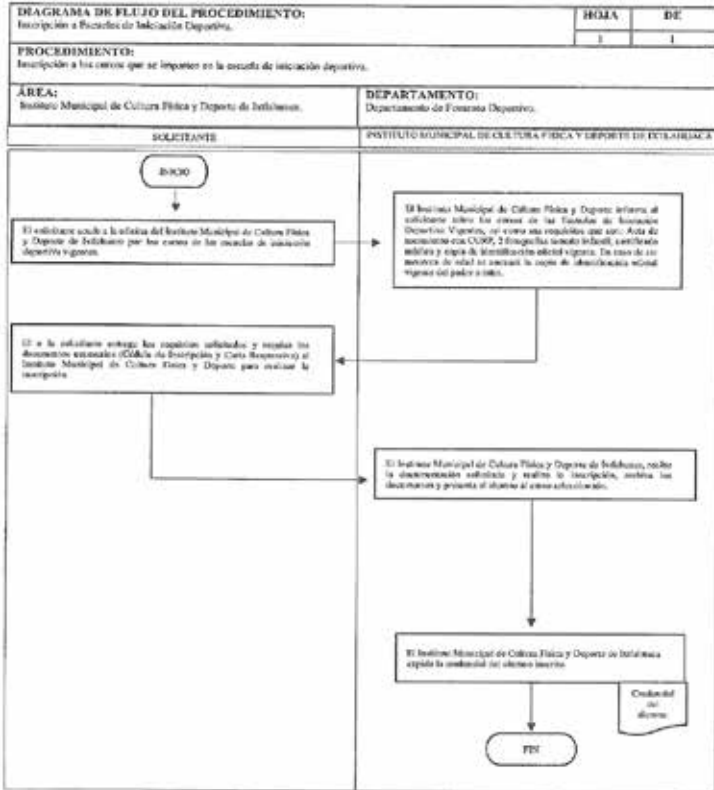 DIAGRAMA DE FLUJO DEL PROCEDIMIENTO:
Inscripción a Escuelas de Iniciación Deportiva.
HOJA DE
1 1
PROCEDIMIENTO:
Inscripción a los cursos que se imparten en la escuela de iniciación deportiva.
ÁREA:
Instituto Municipal de Cultura Física y Deporte de Ixtlahuaca.
DEPARTAMENTO:
Departamento de Fomento Deportivo.
SOLICITANTE
INSTITUTO MUNICIPAL DE CULTURA FÍSICA Y DEPORTE DE IXTLAHUACA
INICIO
El solicitante acude a la oficina del Instituto Municipal de Cultura Física
y Deporte de Ixtlahuaca por los cursos de las escuelas de iniciación
deportiva vigentes.
El Instituto Municipal de Cultura Física y Deporte informa al
solicitante sobre los cursos de las Escuelas de Iniciación
Deportiva Vigentes, así como sus requisitos que son: Acta de
nacimiento con CURP, 2 fotografías tamaño infantil, certificado
médico y copia de identificación oficial vigente. En caso de ser
menores de edad se anexará la copia de identificación oficial
vigente del padre o tutor.
El o la solicitante entrega los requisitos solicitados y
documentos necesarios (Cédula de Inscripción y Carta Responsiva) al
Instituto Municipal de Cultura Física y Deporte para realizar la
inscripción.
El Instituto Municipal de Cultura Física y Deporte de Ixtlahuaca, recibe
la documentación solicitada y realiza la inscripción, archiva los
documentos y presenta el alumno al curso seleccionado.
El Instituto Municipal de Cultura Física y Deporte de Ixtlahuaca
expide la credencial del alumno inscrito
Credencial
del
alumno
FIN